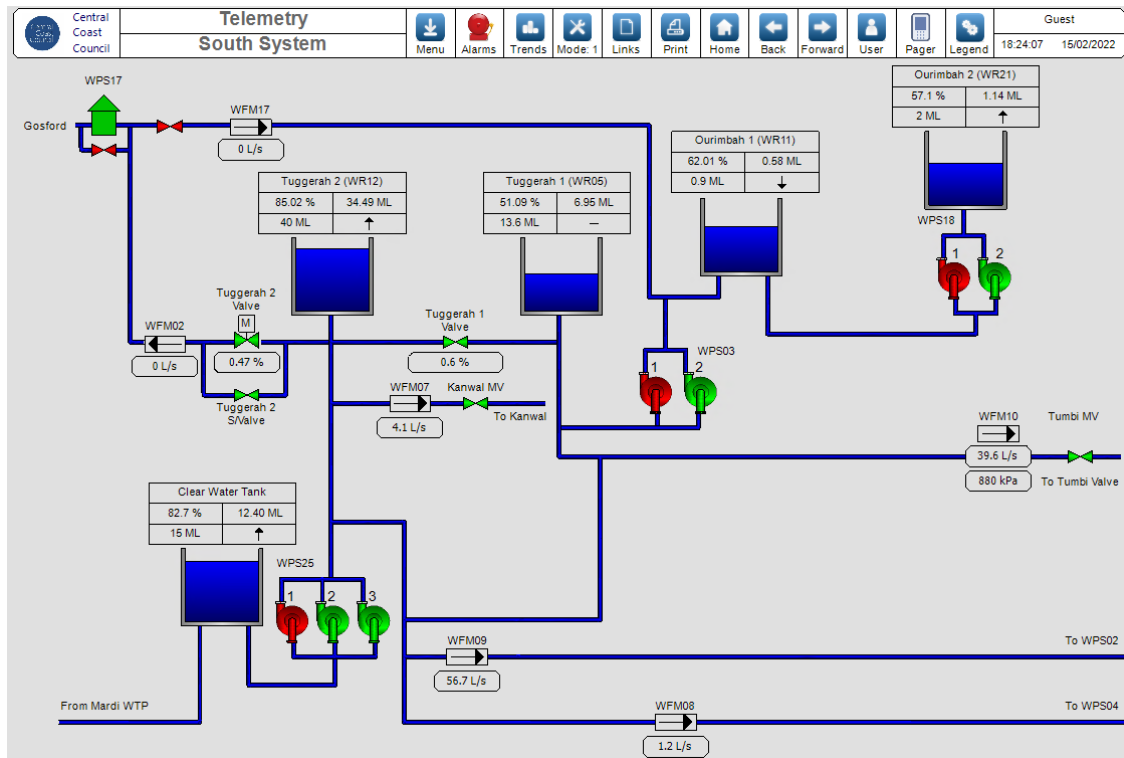 Central
Coast
Council
Telemetry
South System
Menu
Alarms
Trends
Mode: 1
Links
Print
Home
Back
Forward
User
Pager
Legend
Guest
18:24:07 15/02/2022
WPS17
Gosford
WFM17
0 L/s
Ourimbah 2 (WR21)
57.1 % 1.14 ML
2 ML
Ourimbah 1 (WR11)
62.01 % 0.58 ML
0.9 ML
Tuggerah 2 (WR12)
85.02 % 34.49 ML
40 ML
Tuggerah 1 (WR05)
51.09 % 6.95 ML
13.6 ML —
WPS18
1 2
Tuggerah 2
Valve
M
0.47 %
WFM02
0 L/s
Tuggerah 2
S/Valve
Tuggerah 1
Valve
0.6 %
WPS03
1 2
WFM07
4.1 L/s
Kanwal MV
To Kanwal
WFM10
39.6 L/s
880 kPa
Tumbi MV
To Tumbi Valve
Clear Water Tank
82.7 % 12.40 ML
15 ML
WPS25
1 2 3
WFM09
56.7 L/s
To WPS02
From Mardi WTP
WFM08
1.2 L/s
To WPS04